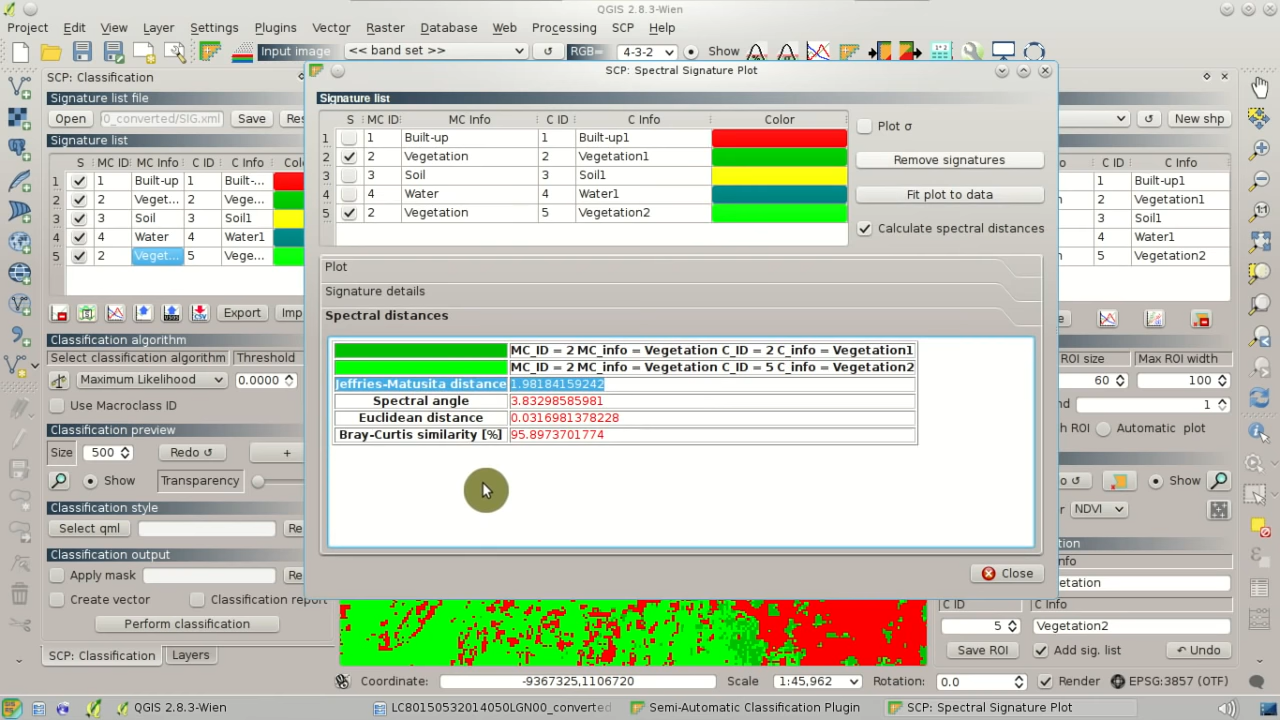 QGIS 2.8.3-Wien
Project Edit View Layer Settings Plugins Vector Raster Database Web Processing SCP Help
Input image << band set >> RGB= 4-3-2 Show
SCP: Classification
SCP: Spectral Signature Plot
Signature list file
Open 0_converted/SIG.xml Save
New shp
Signature list
S MC ID MC Info C ID C Info
1 1 Built-up 1 Built-...
2 2 Veget... 2 Veget...
3 3 Soil 3 Soil1
4 4 Water 4 Water1
5 2 Veget... 5 Vege...
Export
Signature list
S MC ID MC Info C ID C Info Color
1 1 Built-up 1 Built-up1
2 2 Vegetation 2 Vegetation1
3 3 Soil 3 Soil1
4 4 Water 4 Water1
5 2 Vegetation 5 Vegetation2
Plot σ
Remove signatures
Fit plot to data
Calculate spectral distances
Plot
Signature details
Spectral distances
MC_ID = 2 MC_info = Vegetation C_ID = 2 C_info = Vegetation1
MC_ID = 2 MC_info = Vegetation C_ID = 5 C_info = Vegetation2
Jeffries-Matusita distance 1.98184159242
Spectral angle 3.83298585981
Euclidean distance 0.0316981378228
Bray-Curtis similarity [%] 95.8973701774
Close
C ID C Info
1 Built-up1
2 Vegetation1
3 Soil1
4 Water1
5 Vegetation2
Classification algorithm
Select classification algorithm Threshold
Maximum Likelihood 0.0000
Use Macroclass ID
Classification preview
Size 500 Redo ↺ +
Show Transparency
Classification style
Select qml
Classification output
Apply mask
Create vector Classification report
Perform classification
SCP: Classification Layers
ROI size Max ROI width
60 100
1
ROI Automatic plot
Show
NDVI
C ID C Info
5 Vegetation2
Save ROI Add sig. list Undo
Coordinate: -9367325,1106720 Scale 1:45,962 Rotation: 0.0 Render EPSG:3857 (OTF)
QGIS 2.8.3-Wien LC80150532014050LGN00_converted Semi-Automatic Classification Plugin SCP: Spectral Signature Plot